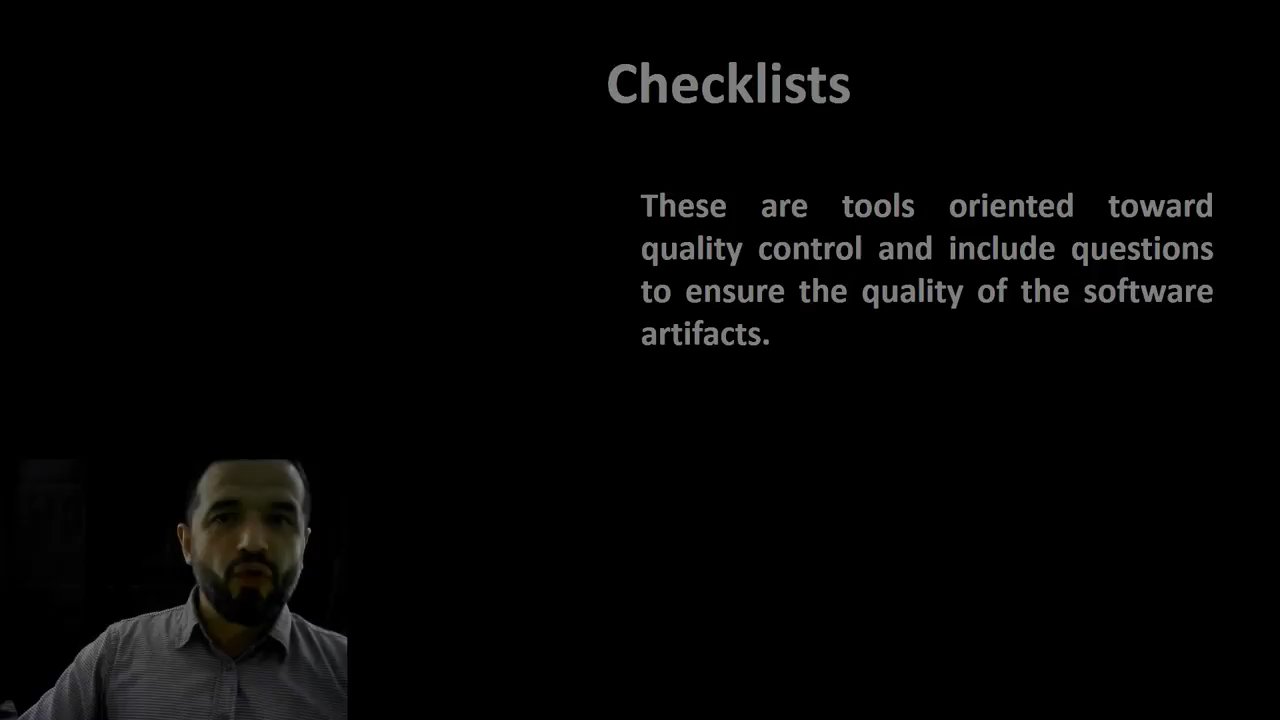 Checklists
These are tools oriented toward
quality control and include questions
to ensure the quality of the software
artifacts.